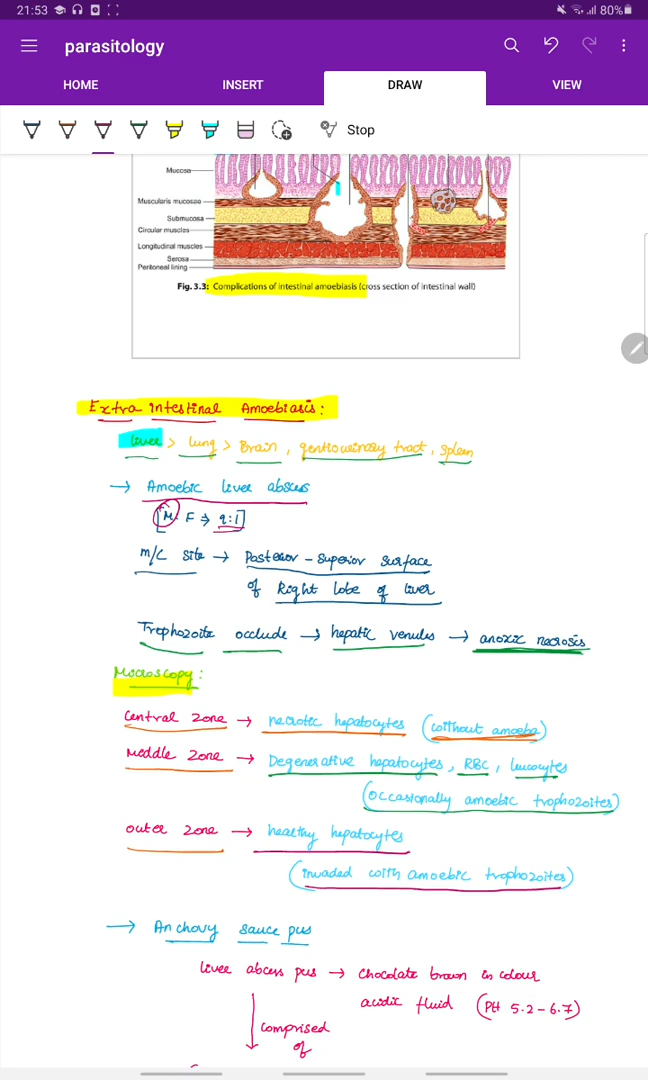 21:53
80%
parasitology
HOME INSERT DRAW VIEW
Stop
Mucosa
Muscularis mucosae
Submucosa
Circular muscles
Longitudinal muscles
Serosa
Peritoneal lining
Fig. 3.3: Complications of intestinal amoebiasis (cross section of intestinal wall)
Extra intestinal Amoebiasis:
liver > lung > Brain, genitourinary tract, spleen
→ Amoebic liver abscess
[M F → 9:1]
M/C site → Posterior - Superior surface
of Right lobe of liver
Trophozoite occlude → hepatic venules → anoxic necrosis
Microscopy:
Central zone → necrotic hepatocytes (without amoeba)
Middle zone → Degenerative hepatocytes, RBC, leucocytes
(occasionally amoebic trophozoites)
outer zone → healthy hepatocytes
(invaded with amoebic trophozoites)
→ Anchovy sauce pus
liver abcess pus → chocolate brown in colour
acidic fluid (PH 5.2 – 6.7)
comprised
of